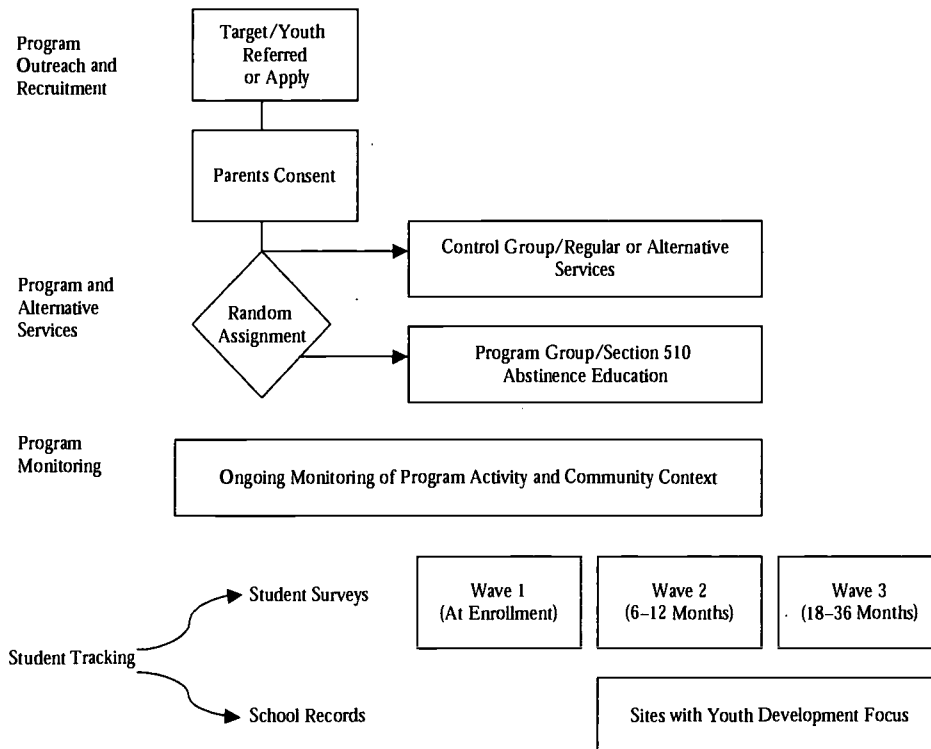 Program
Outreach and
Recruitment
Target/Youth
Referred
or Apply
Parents Consent
Program and
Alternative
Services
Random
Assignment
Control Group/Regular or Alternative
Services
Program Group/Section 510
Abstinence Education
Program
Monitoring
Ongoing Monitoring of Program Activity and Community Context
Student Tracking
Student Surveys
Wave 1
(At Enrollment)
Wave 2
(6–12 Months)
Wave 3
(18–36 Months)
School Records
Sites with Youth Development Focus